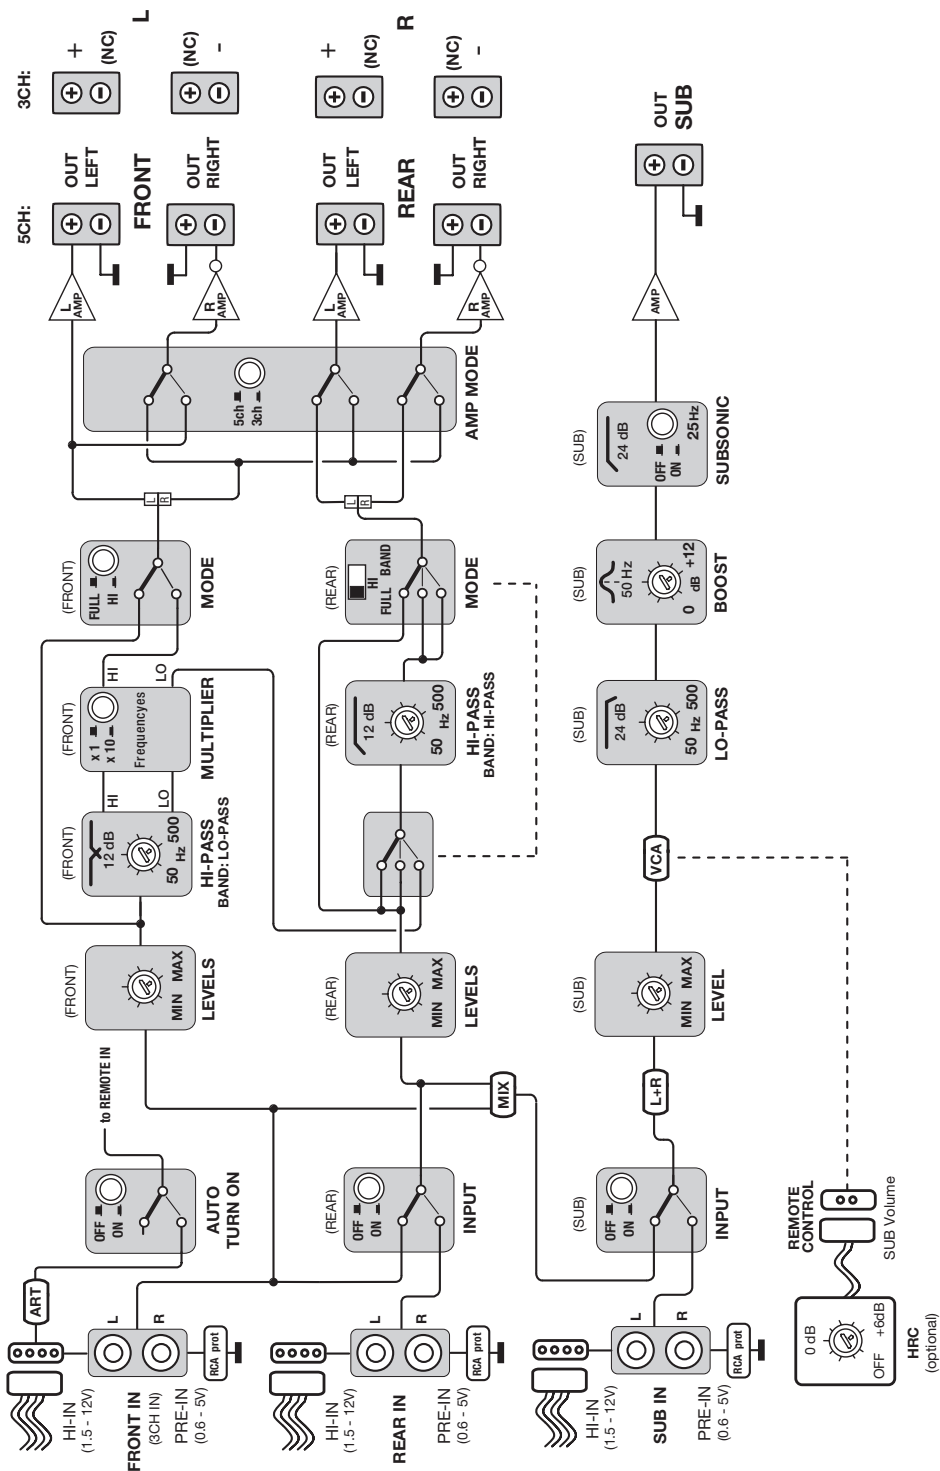 5CH:
3CH:
OUT
LEFT
FRONT
OUT
RIGHT
+
(NC)
L
(NC)
-
OUT
LEFT
REAR
OUT
RIGHT
+
(NC)
R
(NC)
-
OUT
SUB
L
AMP
R
AMP
L
AMP
R
AMP
AMP
5ch
3ch
AMP MODE
L
R
L
R
(SUB)
24 dB
OFF
ON
25Hz
SUBSONIC
(FRONT)
FULL
HI
MODE
(REAR)
FULL
HI
BAND
MODE
(SUB)
50 Hz
0
dB
+12
BOOST
HI
LO
(FRONT)
x 1
x 10
Frequencyes
MULTIPLIER
HI
LO
(FRONT)
12 dB
50
Hz
500
HI-PASS
BAND: LO-PASS
(REAR)
12 dB
50
Hz
500
HI-PASS
BAND: HI-PASS
(SUB)
24 dB
50
Hz
500
LO-PASS
VCA
(FRONT)
MIN
MAX
LEVELS
(REAR)
MIN
MAX
LEVELS
(SUB)
MIN
MAX
LEVEL
to REMOTE IN
MIX
L+R
OFF
ON
AUTO
TURN ON
(REAR)
OFF
ON
INPUT
(SUB)
OFF
ON
INPUT
ART
HI-IN
(1.5 - 12V)
FRONT IN
(3CH IN)
PRE-IN
(0.6 - 5V)
L
R
RCA prot
HI-IN
(1.5 - 12V)
REAR IN
PRE-IN
(0.6 - 5V)
L
R
RCA prot
HI-IN
(1.5 - 12V)
SUB IN
PRE-IN
(0.6 - 5V)
L
R
RCA prot
REMOTE
CONTROL
SUB Volume
0 dB
OFF
+6dB
HRC
(optional)